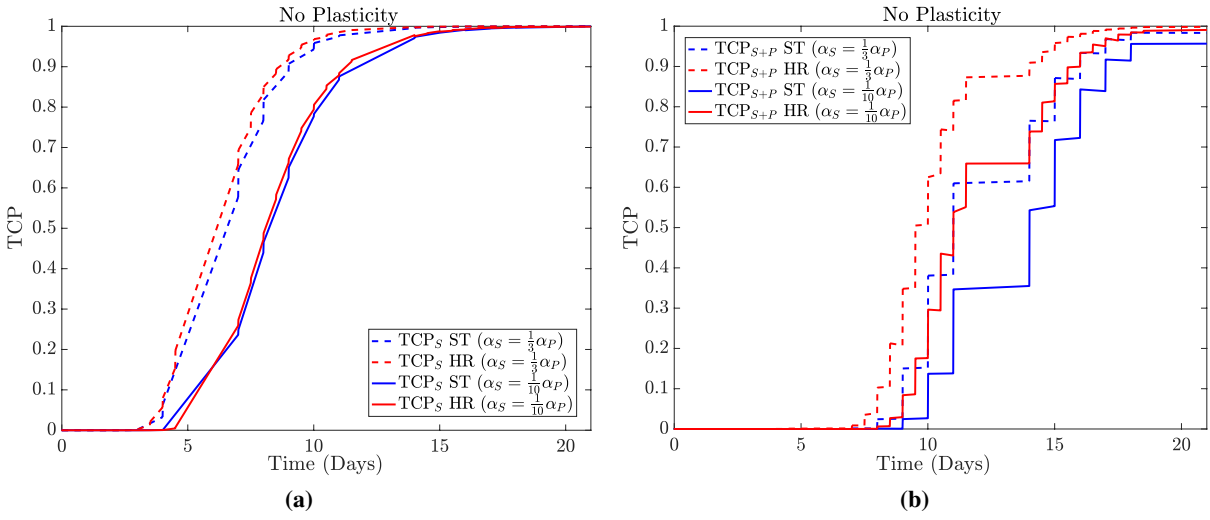 No Plasticity
1
0.9
0.8
0.7
0.6
0.5
0.4
0.3
0.2
0.1
0
TCP
TCP_S ST (α_S = 1/3 α_P)
TCP_S HR (α_S = 1/3 α_P)
TCP_S ST (α_S = 1/10 α_P)
TCP_S HR (α_S = 1/10 α_P)
0 5 10 15 20
Time (Days)
(a)
No Plasticity
1
0.9
0.8
0.7
0.6
0.5
0.4
0.3
0.2
0.1
0
TCP
TCP_{S+P} ST (α_S = 1/3 α_P)
TCP_{S+P} HR (α_S = 1/3 α_P)
TCP_{S+P} ST (α_S = 1/10 α_P)
TCP_{S+P} HR (α_S = 1/10 α_P)
0 5 10 15 20
Time (Days)
(b)